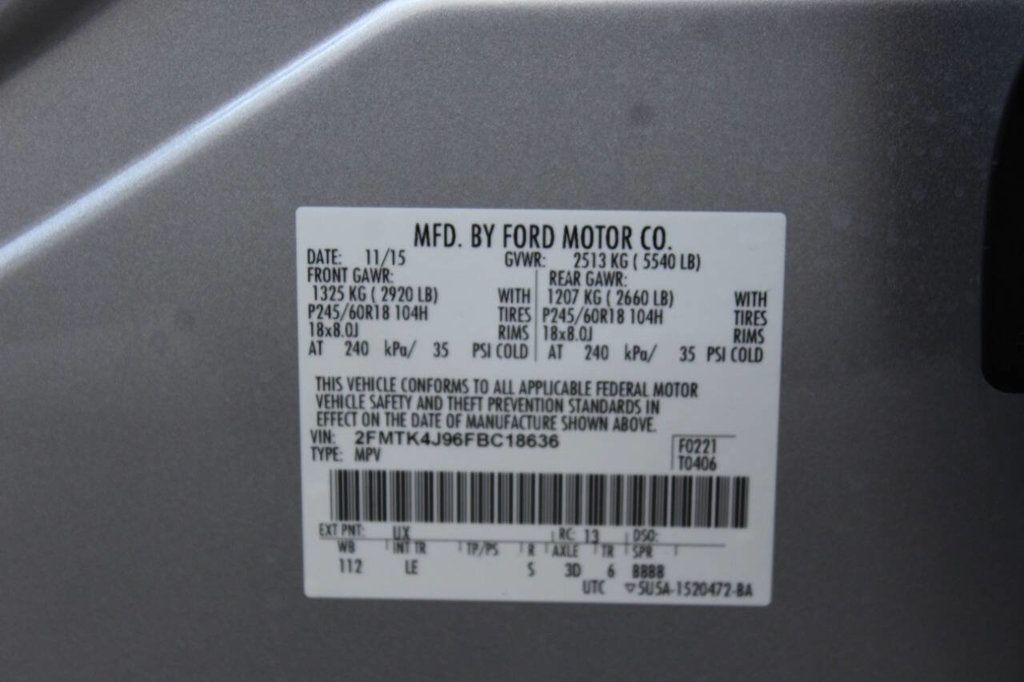 MFD. BY FORD MOTOR CO.
DATE: 11/15 GVWR: 2513 KG ( 5540 LB)
FRONT GAWR: REAR GAWR:
1325 KG ( 2920 LB) WITH 1207 KG ( 2660 LB) WITH
P245/60R18 104H TIRES P245/60R18 104H TIRES
18x8.0J RIMS 18x8.0J RIMS
AT 240 kPa/ 35 PSI COLD AT 240 kPa/ 35 PSI COLD
THIS VEHICLE CONFORMS TO ALL APPLICABLE FEDERAL MOTOR
VEHICLE SAFETY AND THEFT PREVENTION STANDARDS IN
EFFECT ON THE DATE OF MANUFACTURE SHOWN ABOVE.
VIN: 2FMTK4J96FBC18636 F0221
TYPE: MPV T0406
EXT PNT: UX RC: 13 DSO:
WB INT TR TP/PS R AXLE TR SPR
112 LE S 3D 6 BBBB
UTC ▽5USA-1520472-BA